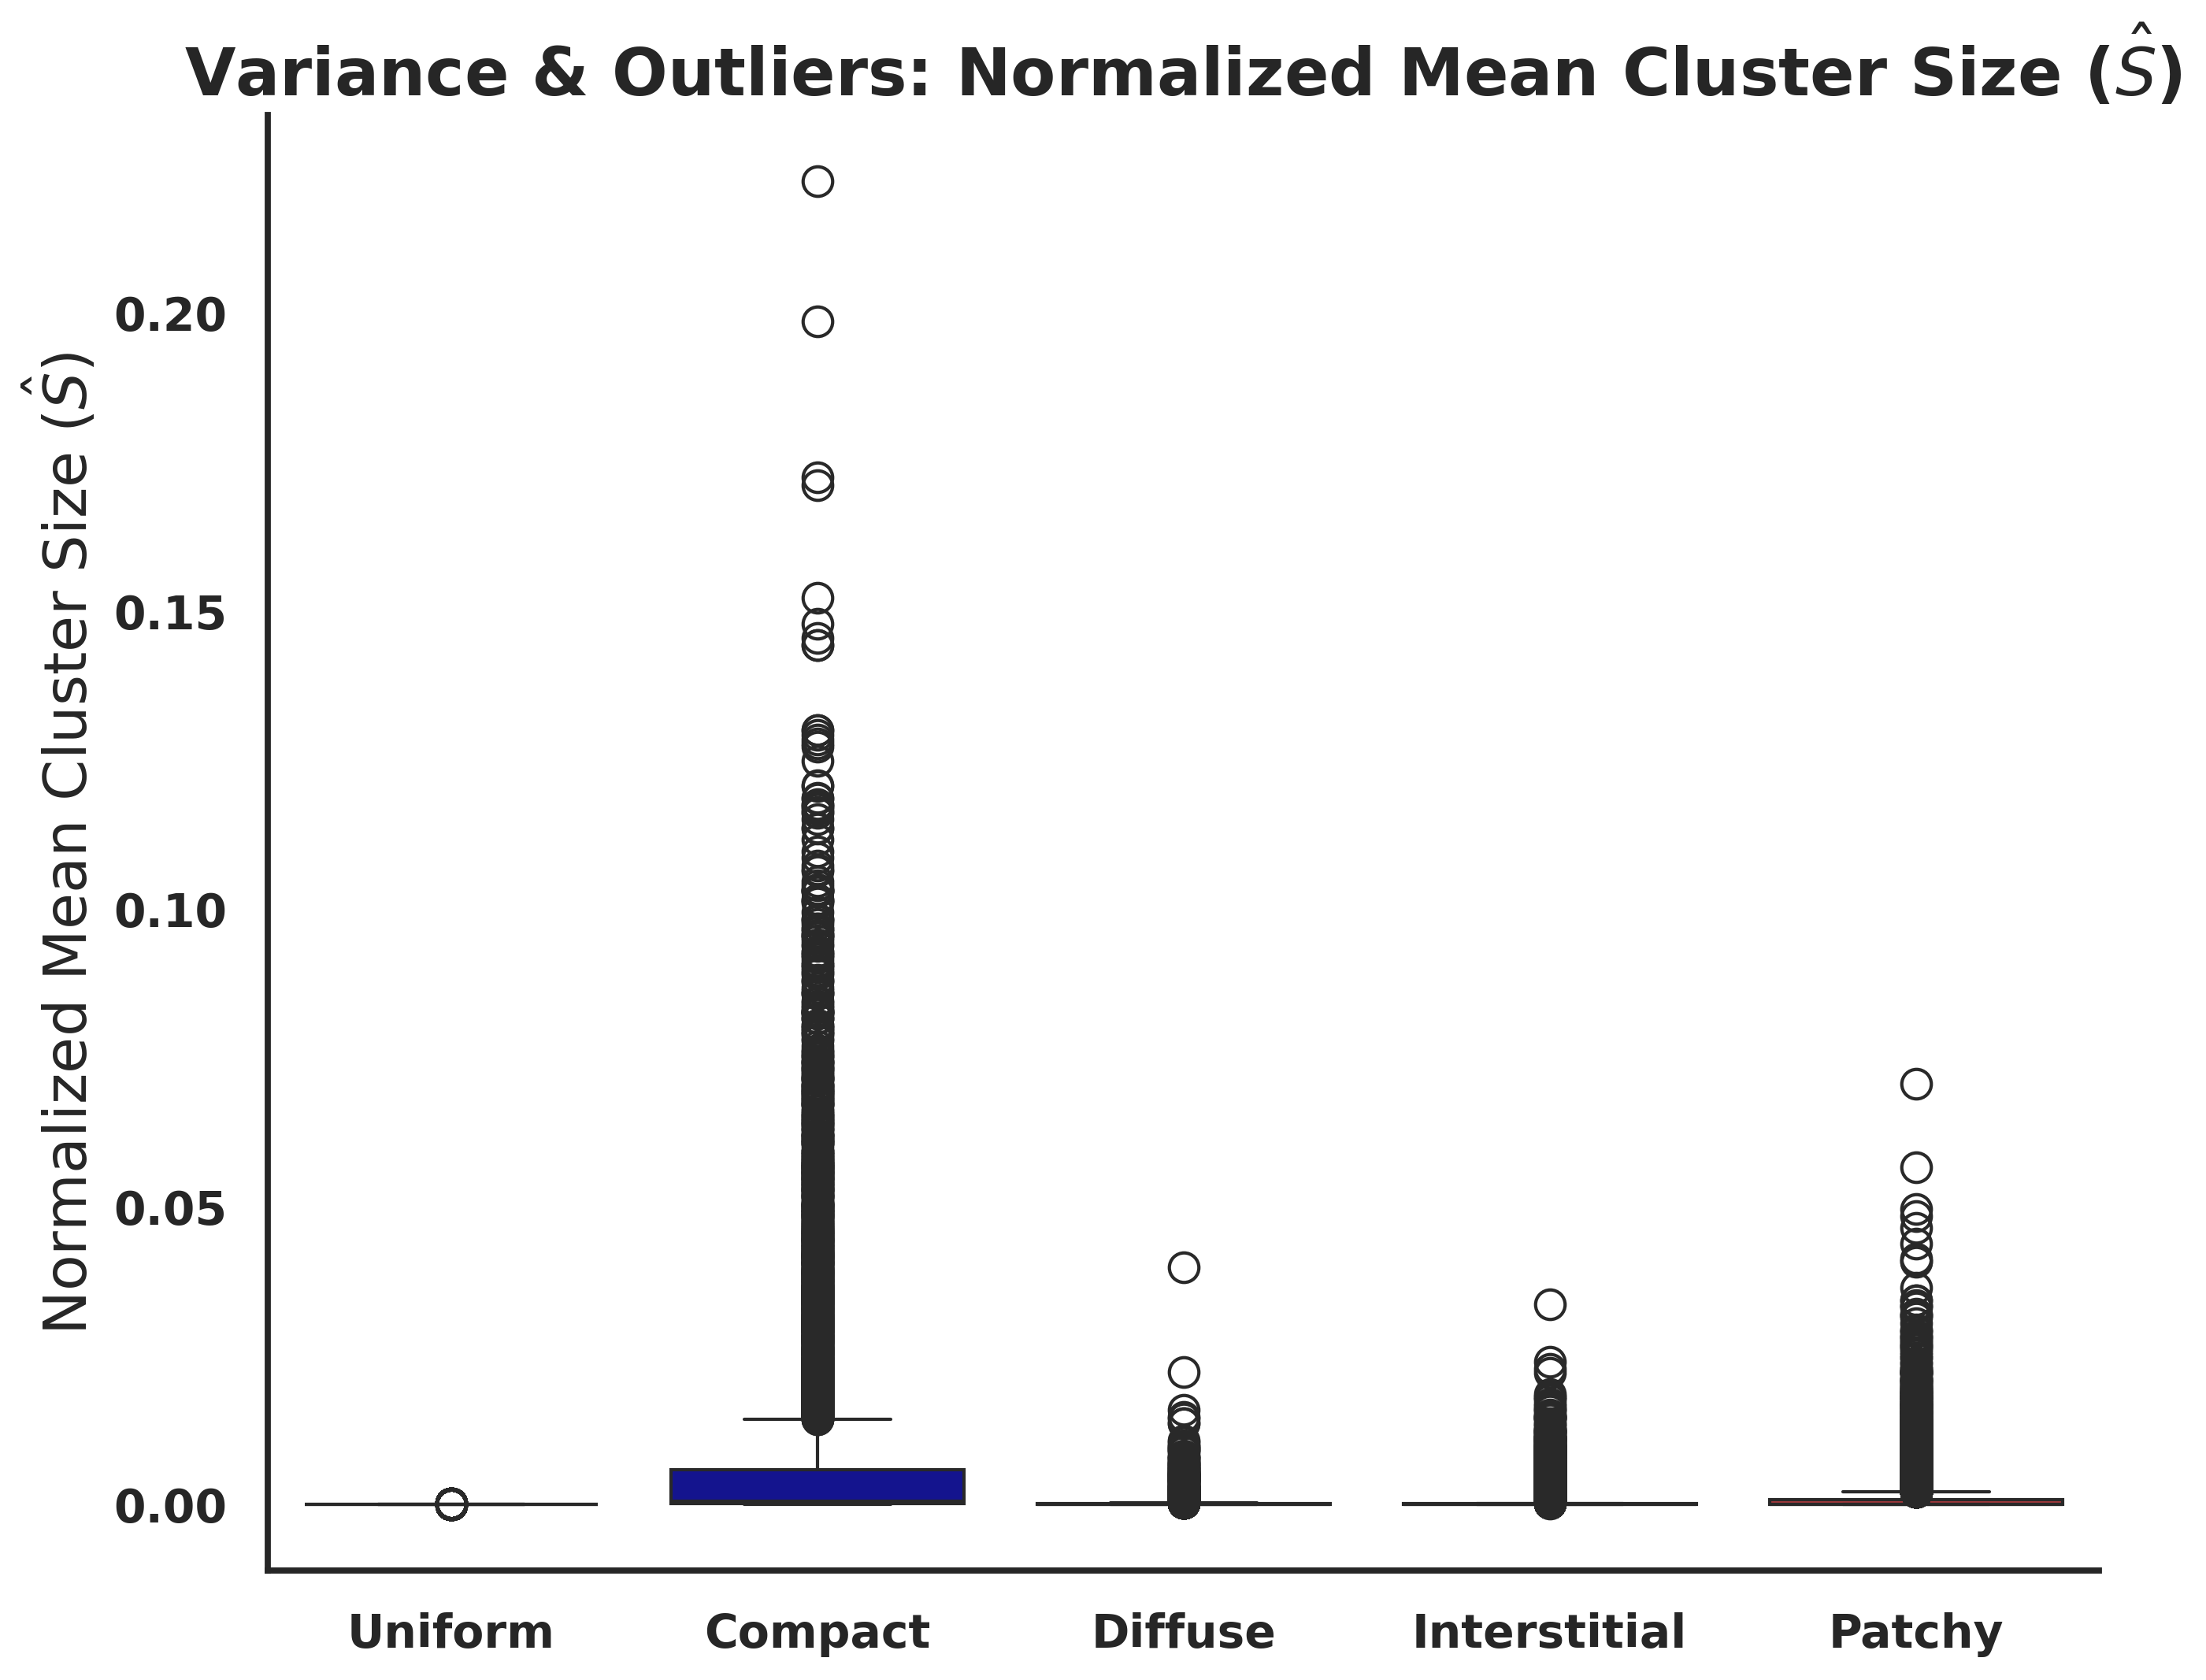 Variance & Outliers: Normalized Mean Cluster Size (Ŝ)
Normalized Mean Cluster Size (Ŝ)
0.20
0.15
0.10
0.05
0.00
Uniform Compact Diffuse Interstitial Patchy